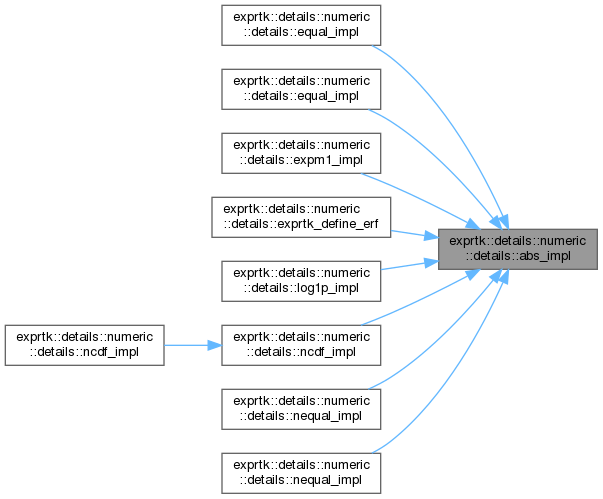 exprtk::details::numeric
::details::equal_impl
exprtk::details::numeric
::details::equal_impl
exprtk::details::numeric
::details::expm1_impl
exprtk::details::numeric
::details::exprtk_define_erf
exprtk::details::numeric
::details::abs_impl
exprtk::details::numeric
::details::log1p_impl
exprtk::details::numeric
::details::ncdf_impl
exprtk::details::numeric
::details::ncdf_impl
exprtk::details::numeric
::details::nequal_impl
exprtk::details::numeric
::details::nequal_impl